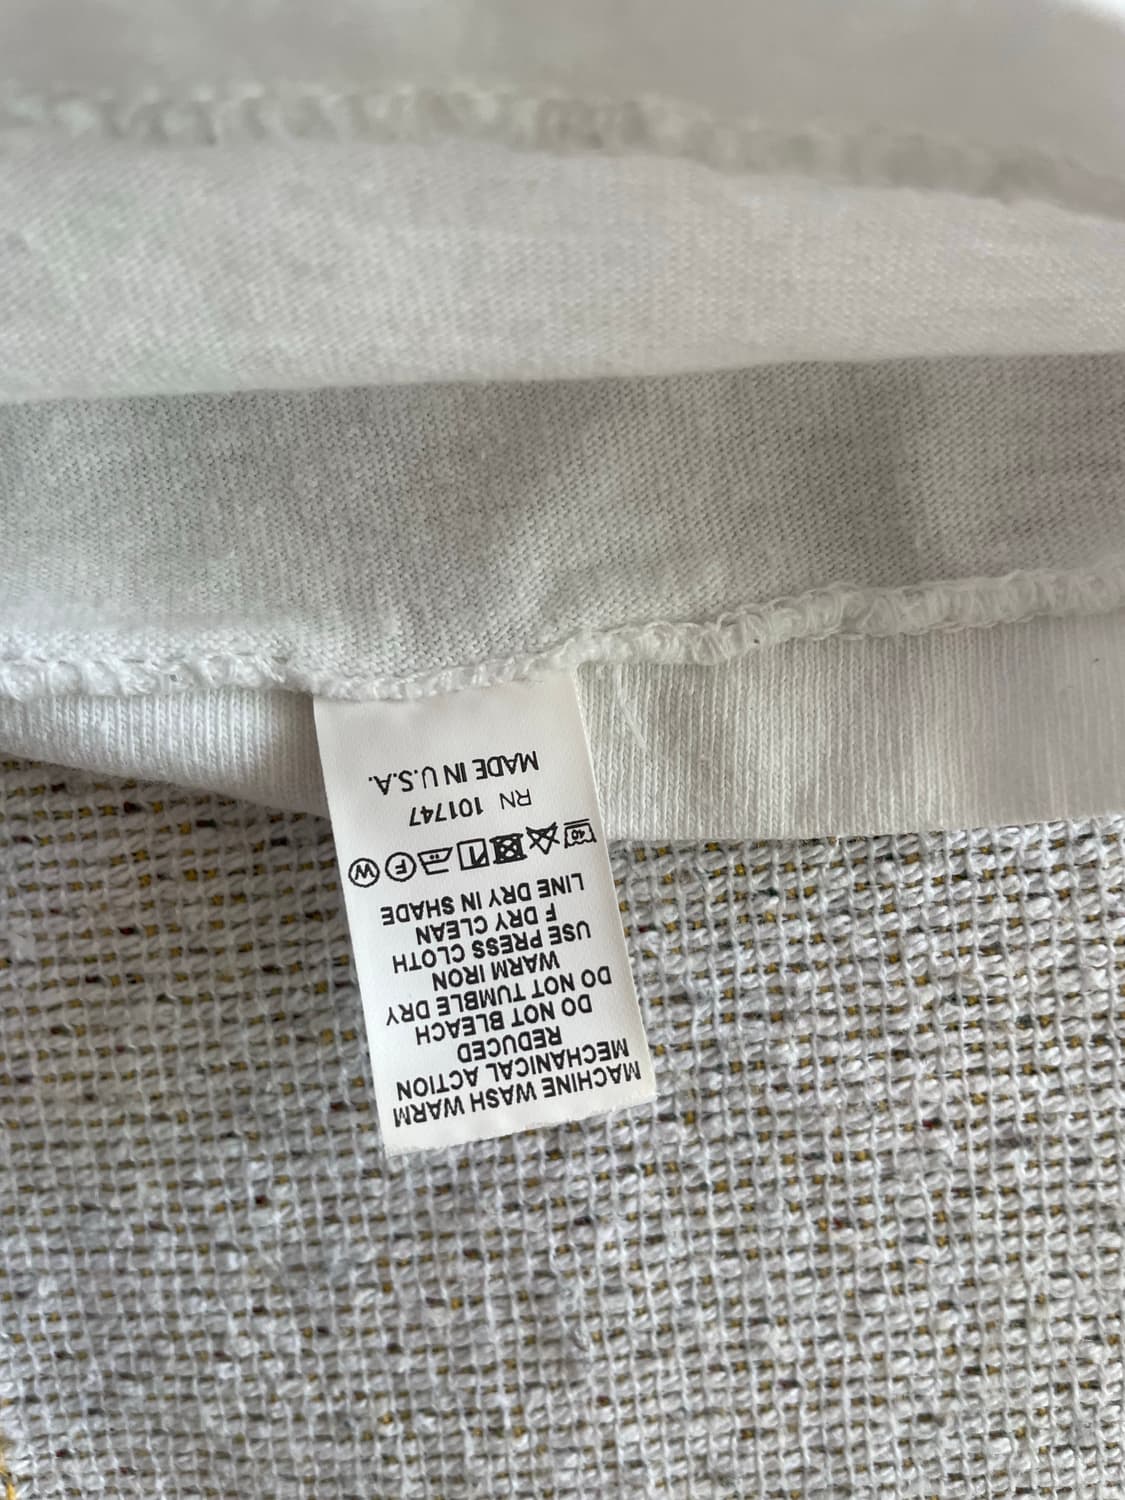 MACHINE WASH WARM
MECHANICAL ACTION
REDUCED
DO NOT BLEACH
DO NOT TUMBLE DRY
WARM IRON
USE PRESS CLOTH
F DRY CLEAN
LINE DRY IN SHADE
40 F W
RN 101747
MADE IN U.S.A.